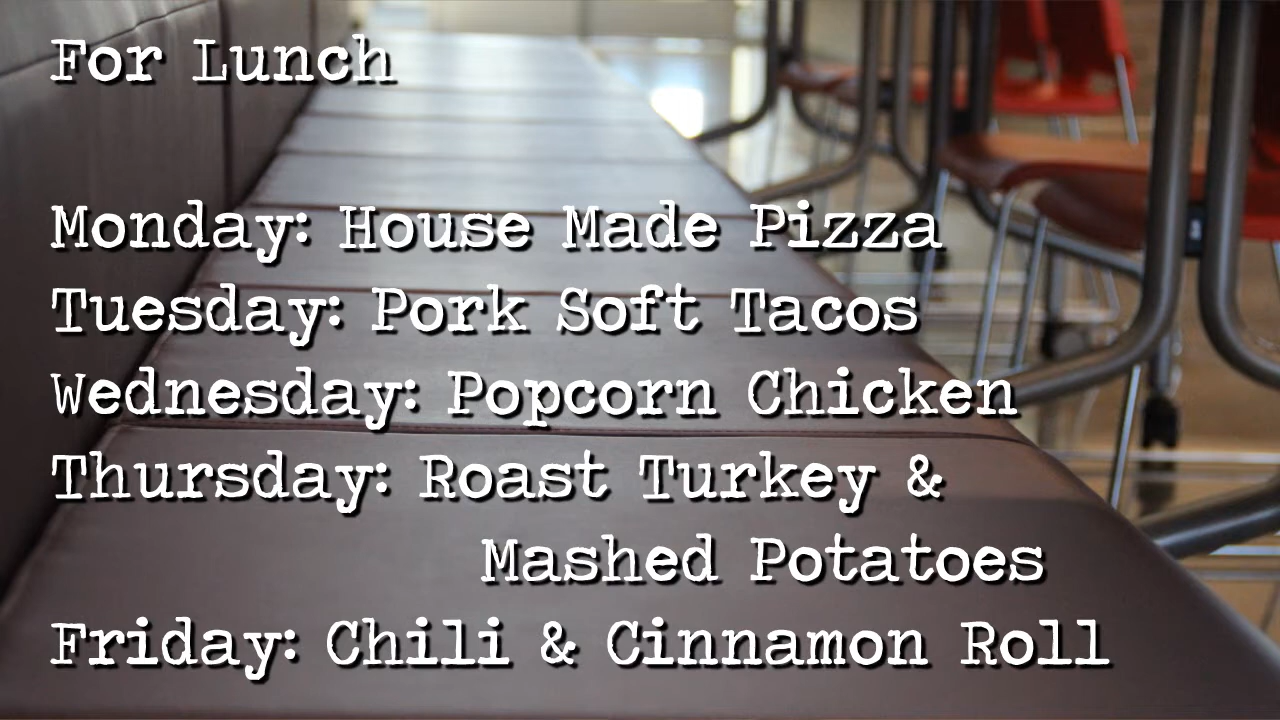 For Lunch
Monday: House Made Pizza
Tuesday: Pork Soft Tacos
Wednesday: Popcorn Chicken
Thursday: Roast Turkey &
Mashed Potatoes
Friday: Chili & Cinnamon Roll